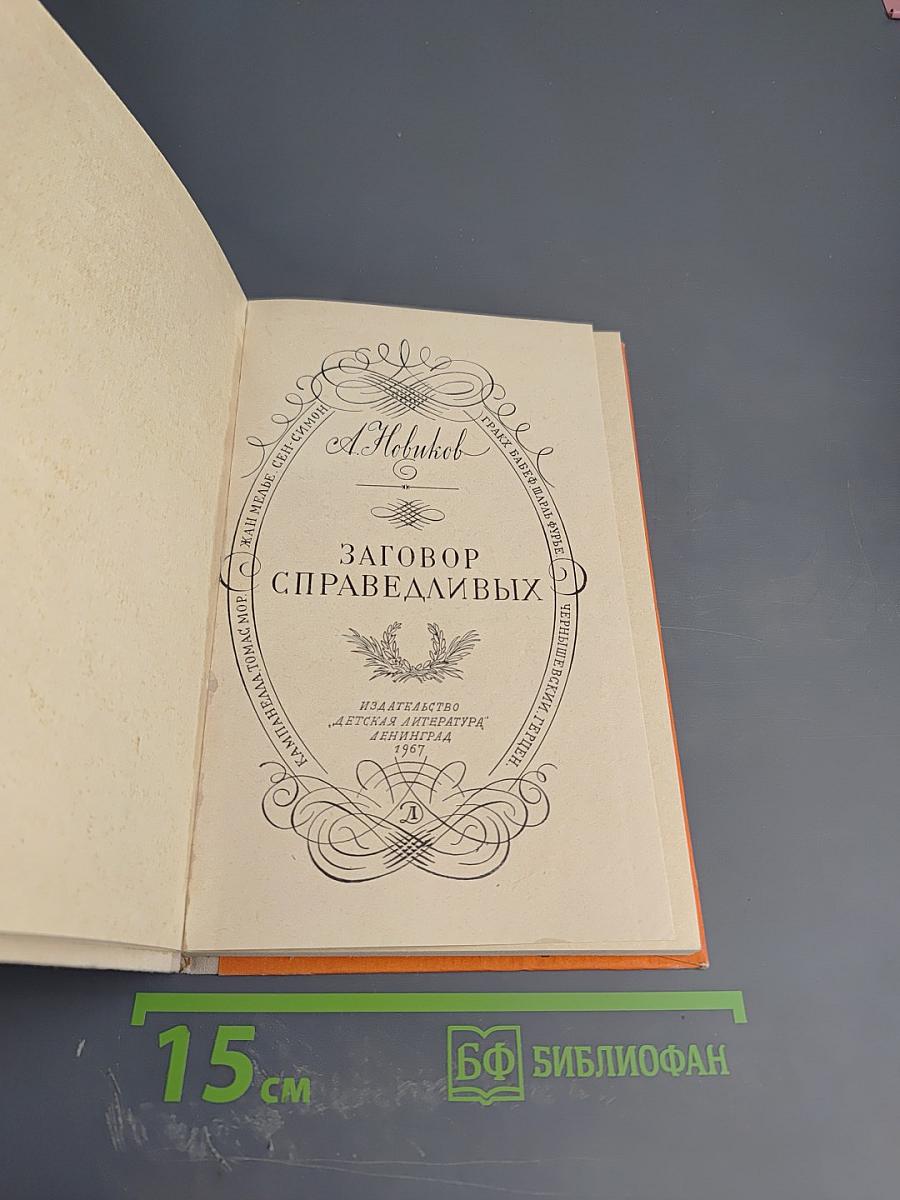 А. Новиков
ЗАГОВОР
СПРАВЕДЛИВЫХ
ИЗДАТЕЛЬСТВО
„ДЕТСКАЯ ЛИТЕРАТУРА“
ЛЕНИНГРАД
1967
Д
КАМПАНЕЛЛА. ТОМАС МОР.
ЖАН МЕЛЬЕ. СЕН-СИМОН
ГРАКХ БАБЕФ. ШАРЛЬ ФУРЬЕ.
ЧЕРНЫШЕВСКИЙ. ГЕРЦЕН.
15 см
БФ БИБЛИОФАН